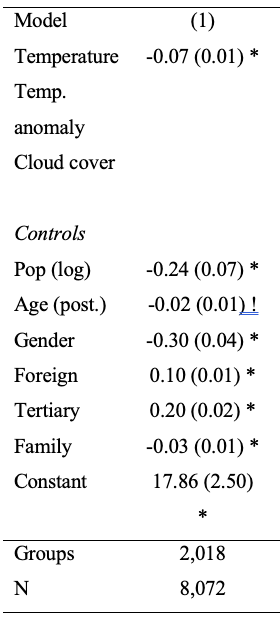 Model (1)
Temperature -0.07 (0.01) *
Temp.
anomaly
Cloud cover
Controls
Pop (log) -0.24 (0.07) *
Age (post.) -0.02 (0.01) !
Gender -0.30 (0.04) *
Foreign 0.10 (0.01) *
Tertiary 0.20 (0.02) *
Family -0.03 (0.01) *
Constant 17.86 (2.50)
*
Groups 2,018
N 8,072